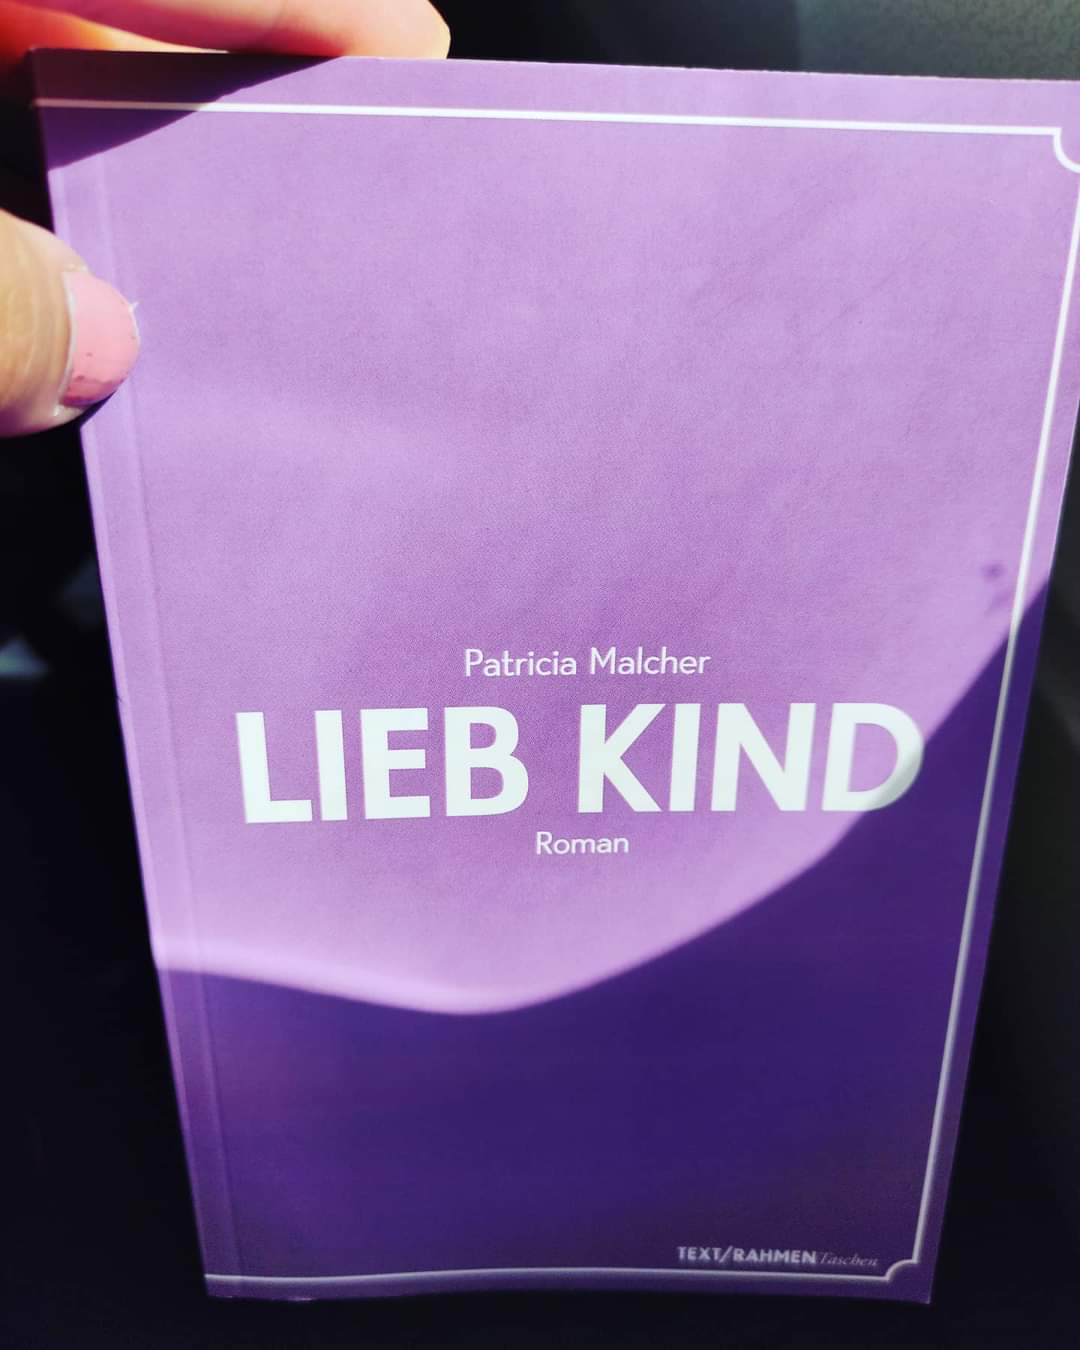 Patricia Malcher
LIEB KIND
Roman
TEXT/RAHMEN Taschen